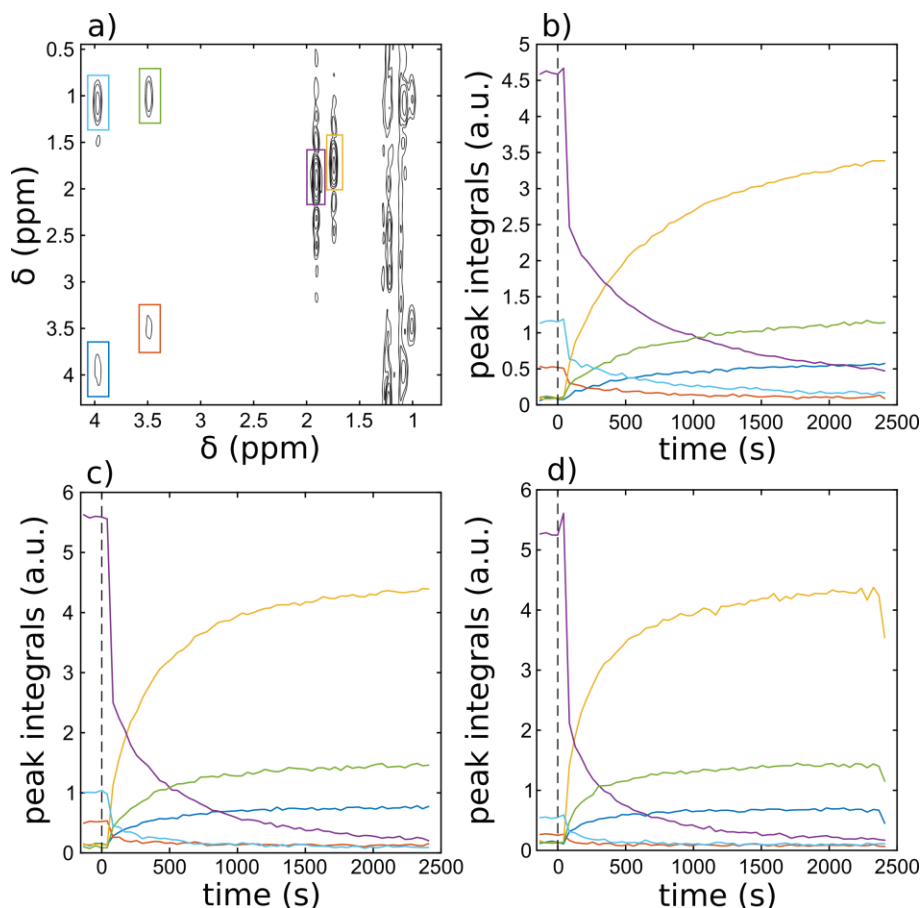 a)
0.5
1
1.5
2
2.5
3
3.5
4
δ (ppm)
4 3.5 3 2.5 2 1.5 1
δ (ppm)
b)
5
4.5
4
3.5
3
2.5
2
1.5
1
0.5
0
peak integrals (a.u.)
0 500 1000 1500 2000 2500
time (s)
c)
6
5
4
3
2
1
0
peak integrals (a.u.)
0 500 1000 1500 2000 2500
time (s)
d)
6
5
4
3
2
1
0
peak integrals (a.u.)
0 500 1000 1500 2000 2500
time (s)